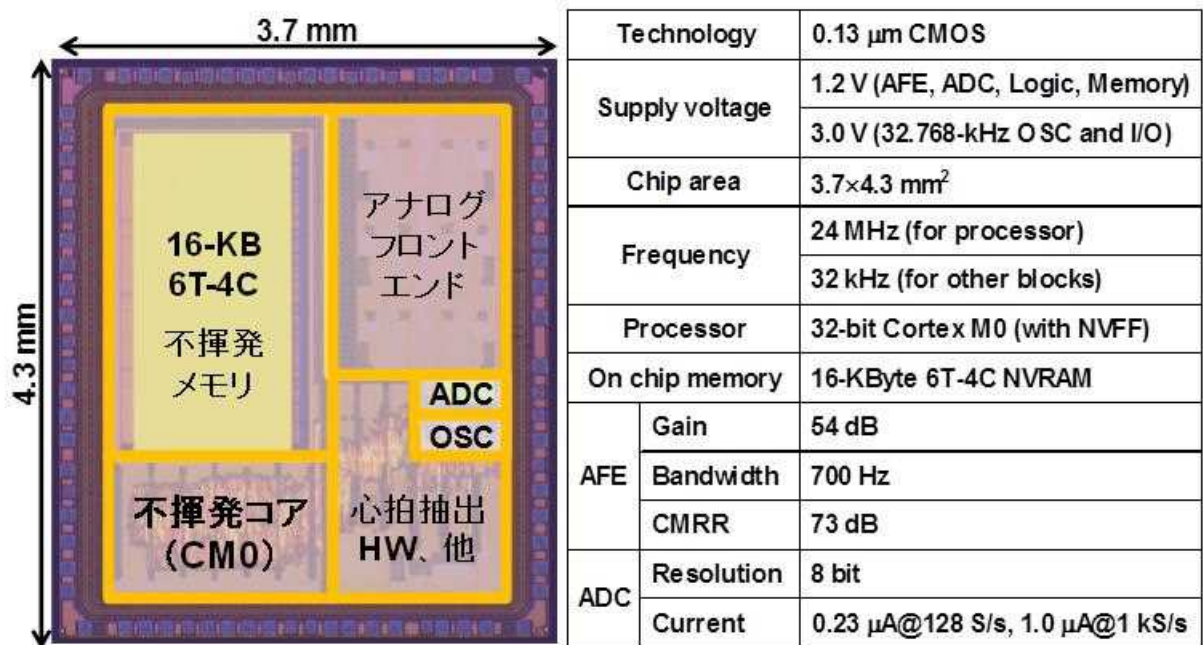 3.7 mm
4.3 mm
16-KB
6T-4C
不揮発
メモリ
アナログ
フロント
エンド
ADC
OSC
不揮発コア
(CM0)
心拍抽出
HW、他
Technology 0.13 μm CMOS
Supply voltage 1.2 V (AFE, ADC, Logic, Memory)
3.0 V (32.768-kHz OSC and I/O)
Chip area 3.7×4.3 mm²
Frequency 24 MHz (for processor)
32 kHz (for other blocks)
Processor 32-bit Cortex M0 (with NVFF)
On chip memory 16-KByte 6T-4C NVRAM
AFE Gain 54 dB
Bandwidth 700 Hz
CMRR 73 dB
ADC Resolution 8 bit
Current 0.23 μA@128 S/s, 1.0 μA@1 kS/s